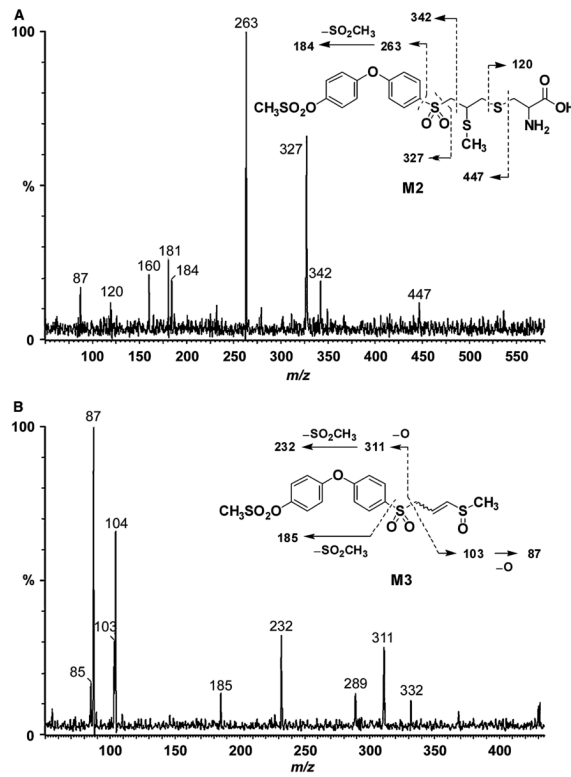 A
100
%
0
263
327
342
181
184
160
87
120
447
100 150 200 250 300 350 400 450 500 550
m/z
342
–SO₂CH₃
184 263
120
O
O
OH
CH₃SO₂O
S
S
O O
S
NH₂
CH₃
327
447
M2
B
100
%
0
87
104
103
85
185
232
289
311
332
100 150 200 250 300 350 400
m/z
–SO₂CH₃ –O
232 311
O
CH₃SO₂O
S
S
CH₃
O O
O
185
–SO₂CH₃
103 87
–O
M3